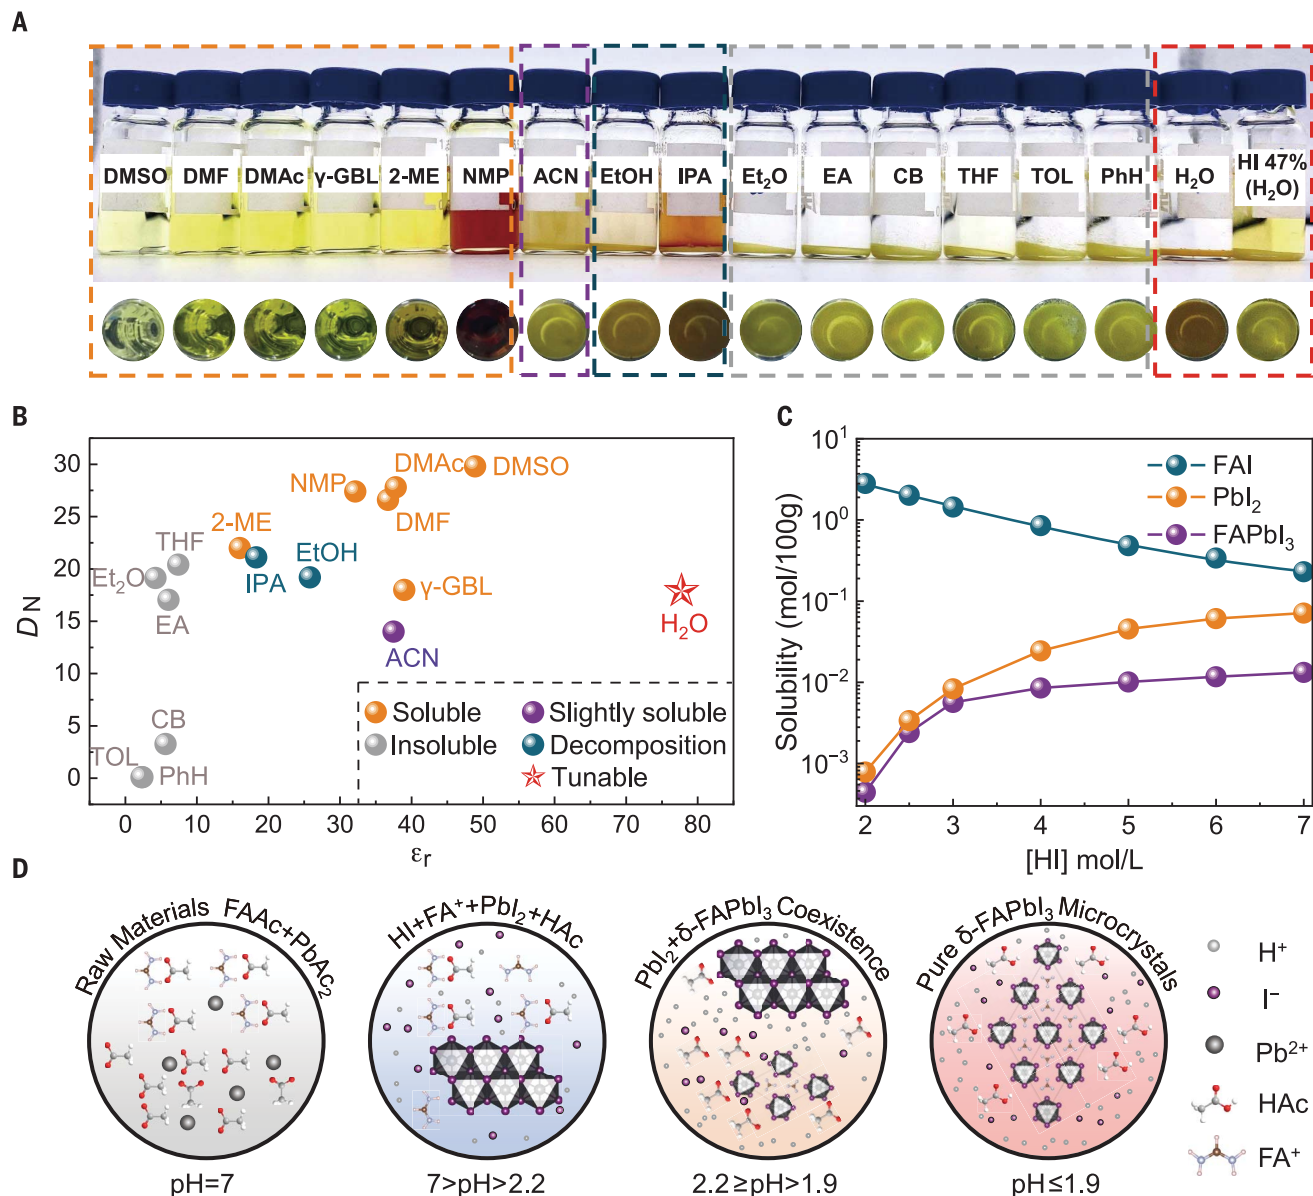 A
DMSO DMF DMAc γ-GBL 2-ME NMP ACN EtOH IPA Et₂O EA CB THF TOL PhH H₂O HI 47% (H₂O)
B
30
25
20
15
10
5
0
D_N
0 10 20 30 40 50 60 70 80
εᵣ
DMAc
DMSO
NMP
DMF
2-ME
THF
EtOH
IPA
Et₂O
EA
γ-GBL
H₂O
ACN
CB
TOL
PhH
Soluble
Slightly soluble
Insoluble
Decomposition
Tunable
C
10¹
10⁰
10⁻¹
10⁻²
10⁻³
Solubility (mol/100g)
2 3 4 5 6 7
[HI] mol/L
FAI
PbI₂
FAPbI₃
D
Raw Materials FAAc+PbAc₂
pH=7
HI+FA⁺+PbI₂+HAc
7>pH>2.2
PbI₂+δ-FAPbI₃ Coexistence
2.2≥pH>1.9
Pure δ-FAPbI₃ Microcrystals
pH≤1.9
H⁺
I⁻
Pb²⁺
HAc
FA⁺